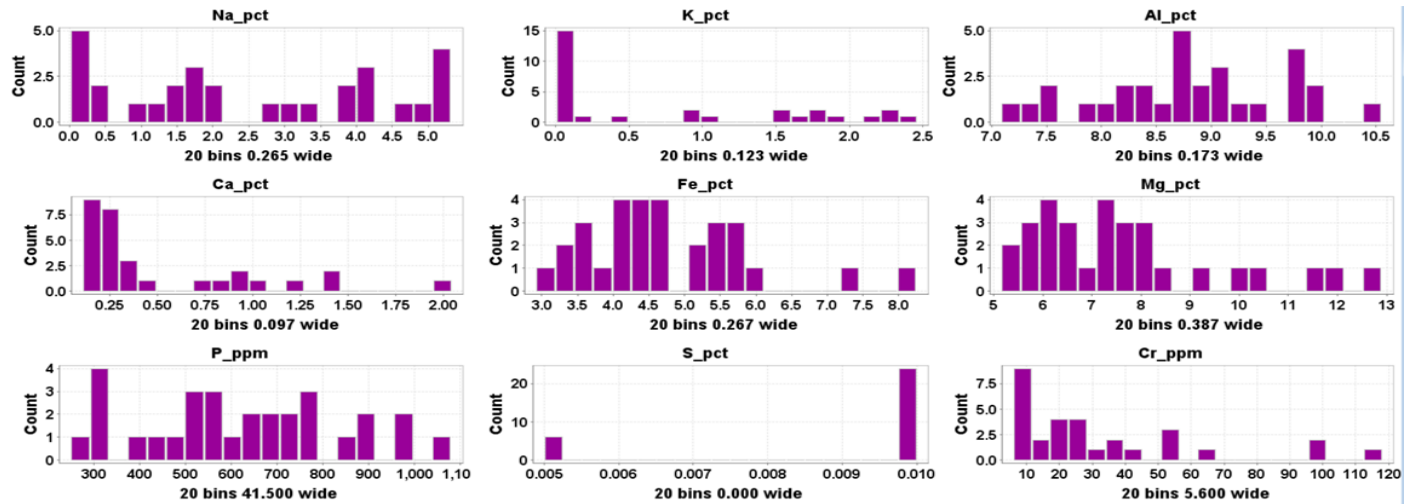 Na_pct
K_pct
Al_pct
Count
5.0
2.5
0.0
0.0 0.5 1.0 1.5 2.0 2.5 3.0 3.5 4.0 4.5 5.0
20 bins 0.265 wide
Count
15
10
5
0
0.0 0.5 1.0 1.5 2.0 2.5
20 bins 0.123 wide
Count
5.0
2.5
0.0
7.0 7.5 8.0 8.5 9.0 9.5 10.0 10.5
20 bins 0.173 wide
Ca_pct
Fe_pct
Mg_pct
Count
7.5
5.0
2.5
0.0
0.25 0.50 0.75 1.00 1.25 1.50 1.75 2.00
20 bins 0.097 wide
Count
4
3
2
1
0
3.0 3.5 4.0 4.5 5.0 5.5 6.0 6.5 7.0 7.5 8.0
20 bins 0.267 wide
Count
4
3
2
1
0
5 6 7 8 9 10 11 12 13
20 bins 0.387 wide
P_ppm
S_pct
Cr_ppm
Count
4
3
2
1
0
300 400 500 600 700 800 900 1,000 1,10
20 bins 41.500 wide
Count
20
10
0
0.005 0.006 0.007 0.008 0.009 0.010
20 bins 0.000 wide
Count
7.5
5.0
2.5
0.0
10 20 30 40 50 60 70 80 90 100 110 120
20 bins 5.600 wide